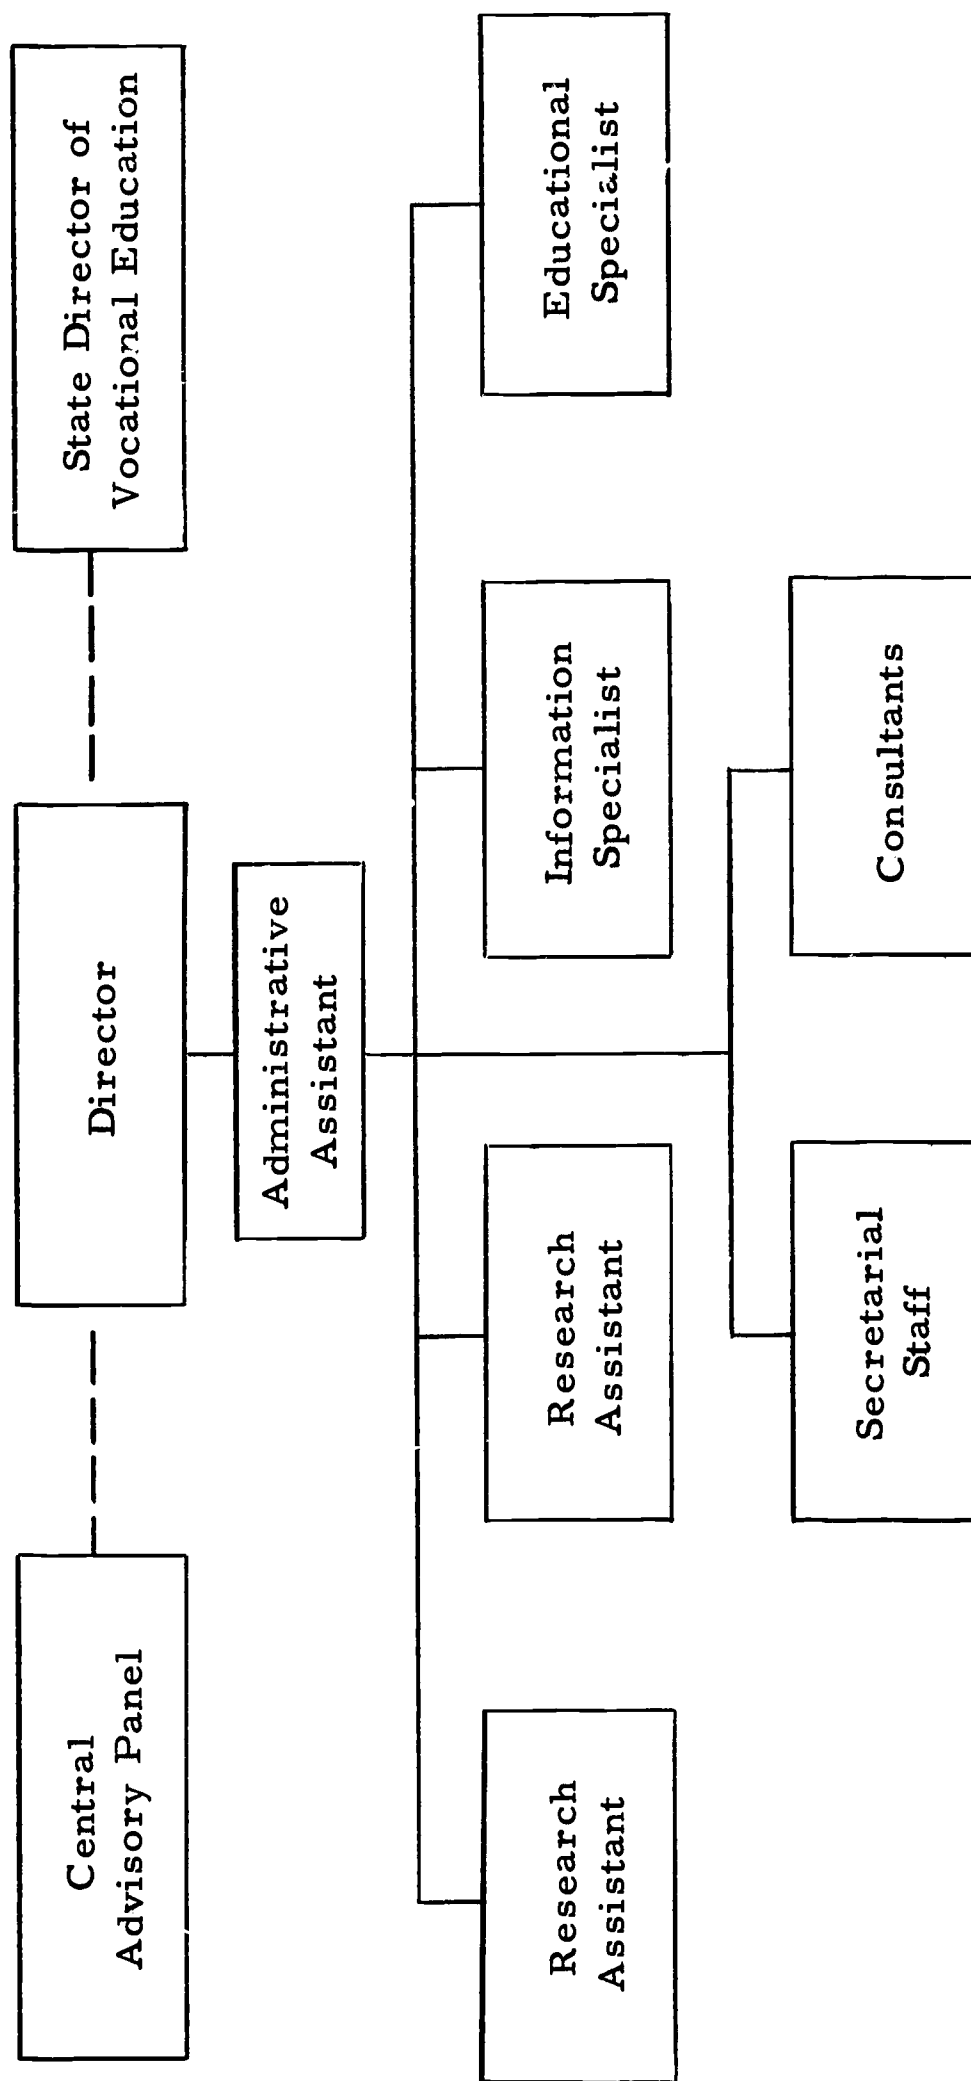 Central
Advisory Panel
Director
State Director of
Vocational Education
Administrative
Assistant
Research
Assistant
Research
Assistant
Information
Specialist
Educational
Specialist
Secretarial
Staff
Consultants